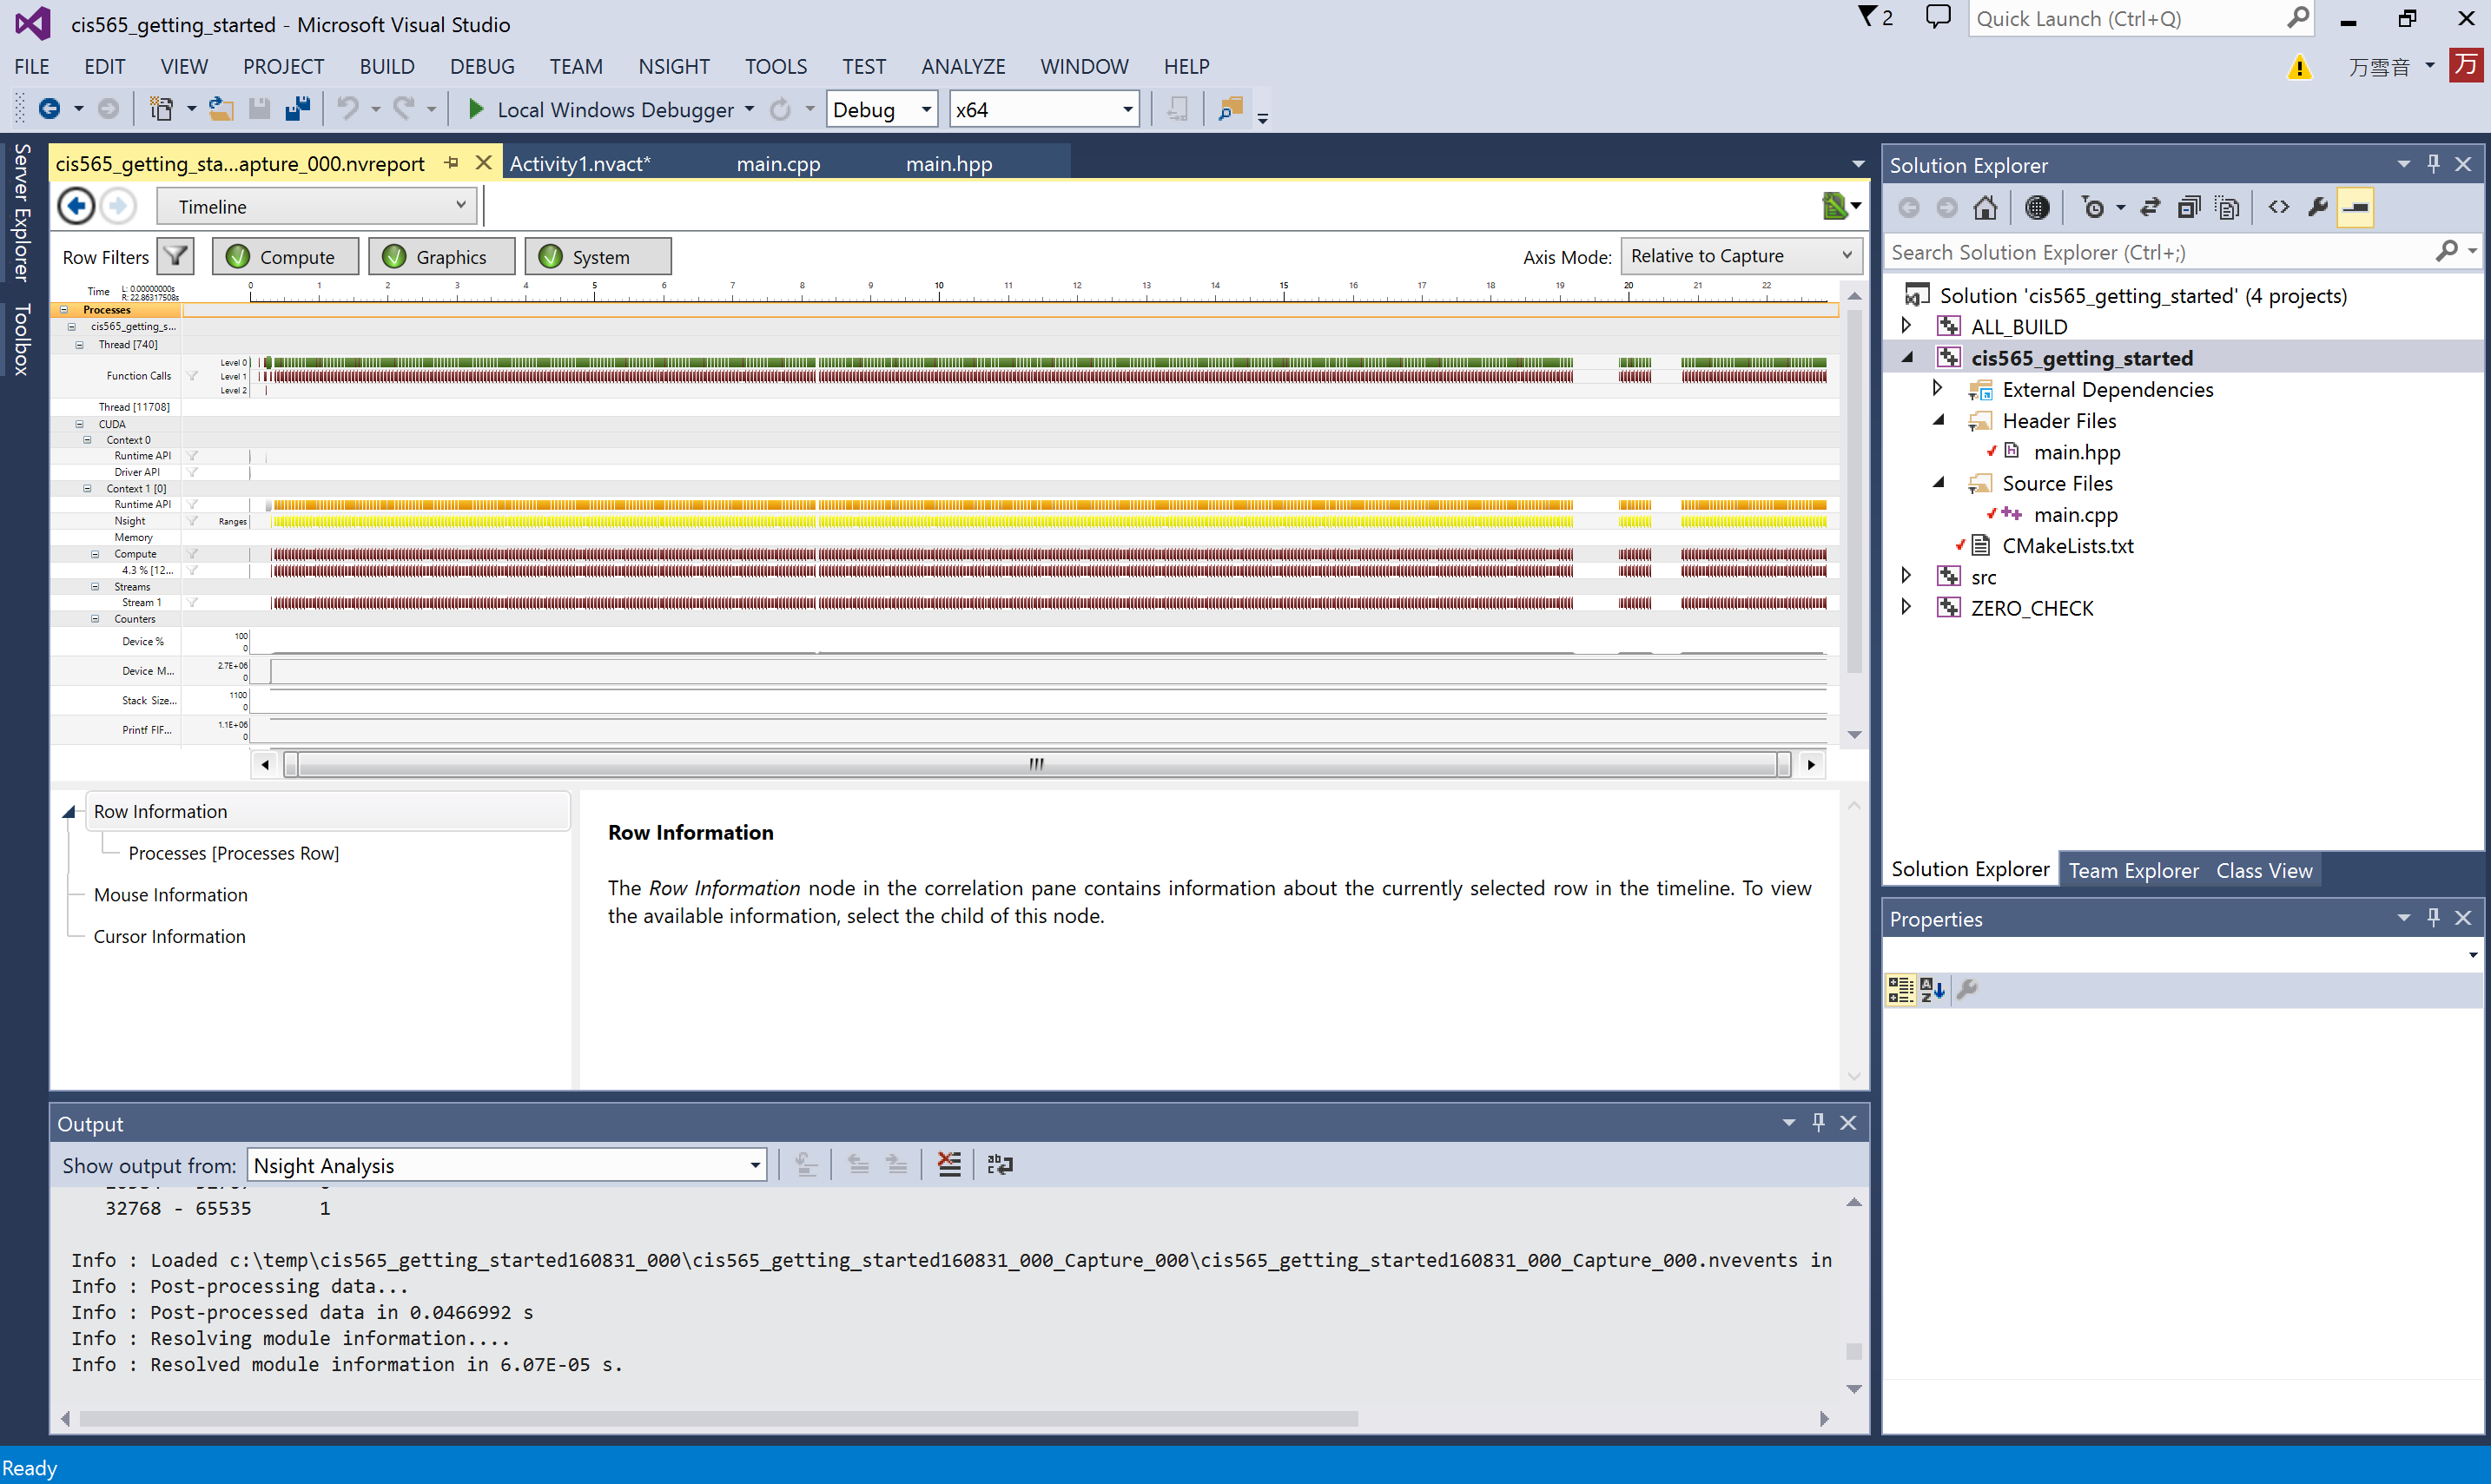 cis565_getting_started - Microsoft Visual Studio
2
Quick Launch (Ctrl+Q)
FILE EDIT VIEW PROJECT BUILD DEBUG TEAM NSIGHT TOOLS TEST ANALYZE WINDOW HELP
万雪音
万
Local Windows Debugger
Debug
x64
Server Explorer
Toolbox
cis565_getting_sta...apture_000.nvreport
Activity1.nvact*
main.cpp
main.hpp
Timeline
Row Filters
Compute
Graphics
System
Axis Mode:
Relative to Capture
Time
L: 0.00000000s
R: 22.86317508s
0 1 2 3 4 5 6 7 8 9 10 11 12 13 14 15 16 17 18 19 20 21 22
Processes
cis565_getting_s...
Thread [740]
Function Calls
Level 0
Level 1
Level 2
Thread [11708]
CUDA
Context 0
Runtime API
Driver API
Context 1 [0]
Runtime API
Nsight Ranges
Memory
Compute
4.3 % [12...
Streams
Stream 1
Counters
Device % 100 0
Device M... 2.7E+06 0
Stack Size... 1100 0
Printf FIF... 1.1E+06 0
Row Information
Processes [Processes Row]
Mouse Information
Cursor Information
Row Information
The Row Information node in the correlation pane contains information about the currently selected row in the timeline. To view
the available information, select the child of this node.
Output
Show output from: Nsight Analysis
32768 - 65535 1
Info : Loaded c:\temp\cis565_getting_started160831_000\cis565_getting_started160831_000_Capture_000\cis565_getting_started160831_000_Capture_000.nvevents in
Info : Post-processing data...
Info : Post-processed data in 0.0466992 s
Info : Resolving module information....
Info : Resolved module information in 6.07E-05 s.
Solution Explorer
Search Solution Explorer (Ctrl+;)
Solution 'cis565_getting_started' (4 projects)
ALL_BUILD
cis565_getting_started
External Dependencies
Header Files
main.hpp
Source Files
main.cpp
CMakeLists.txt
src
ZERO_CHECK
Solution Explorer Team Explorer Class View
Properties
Ready